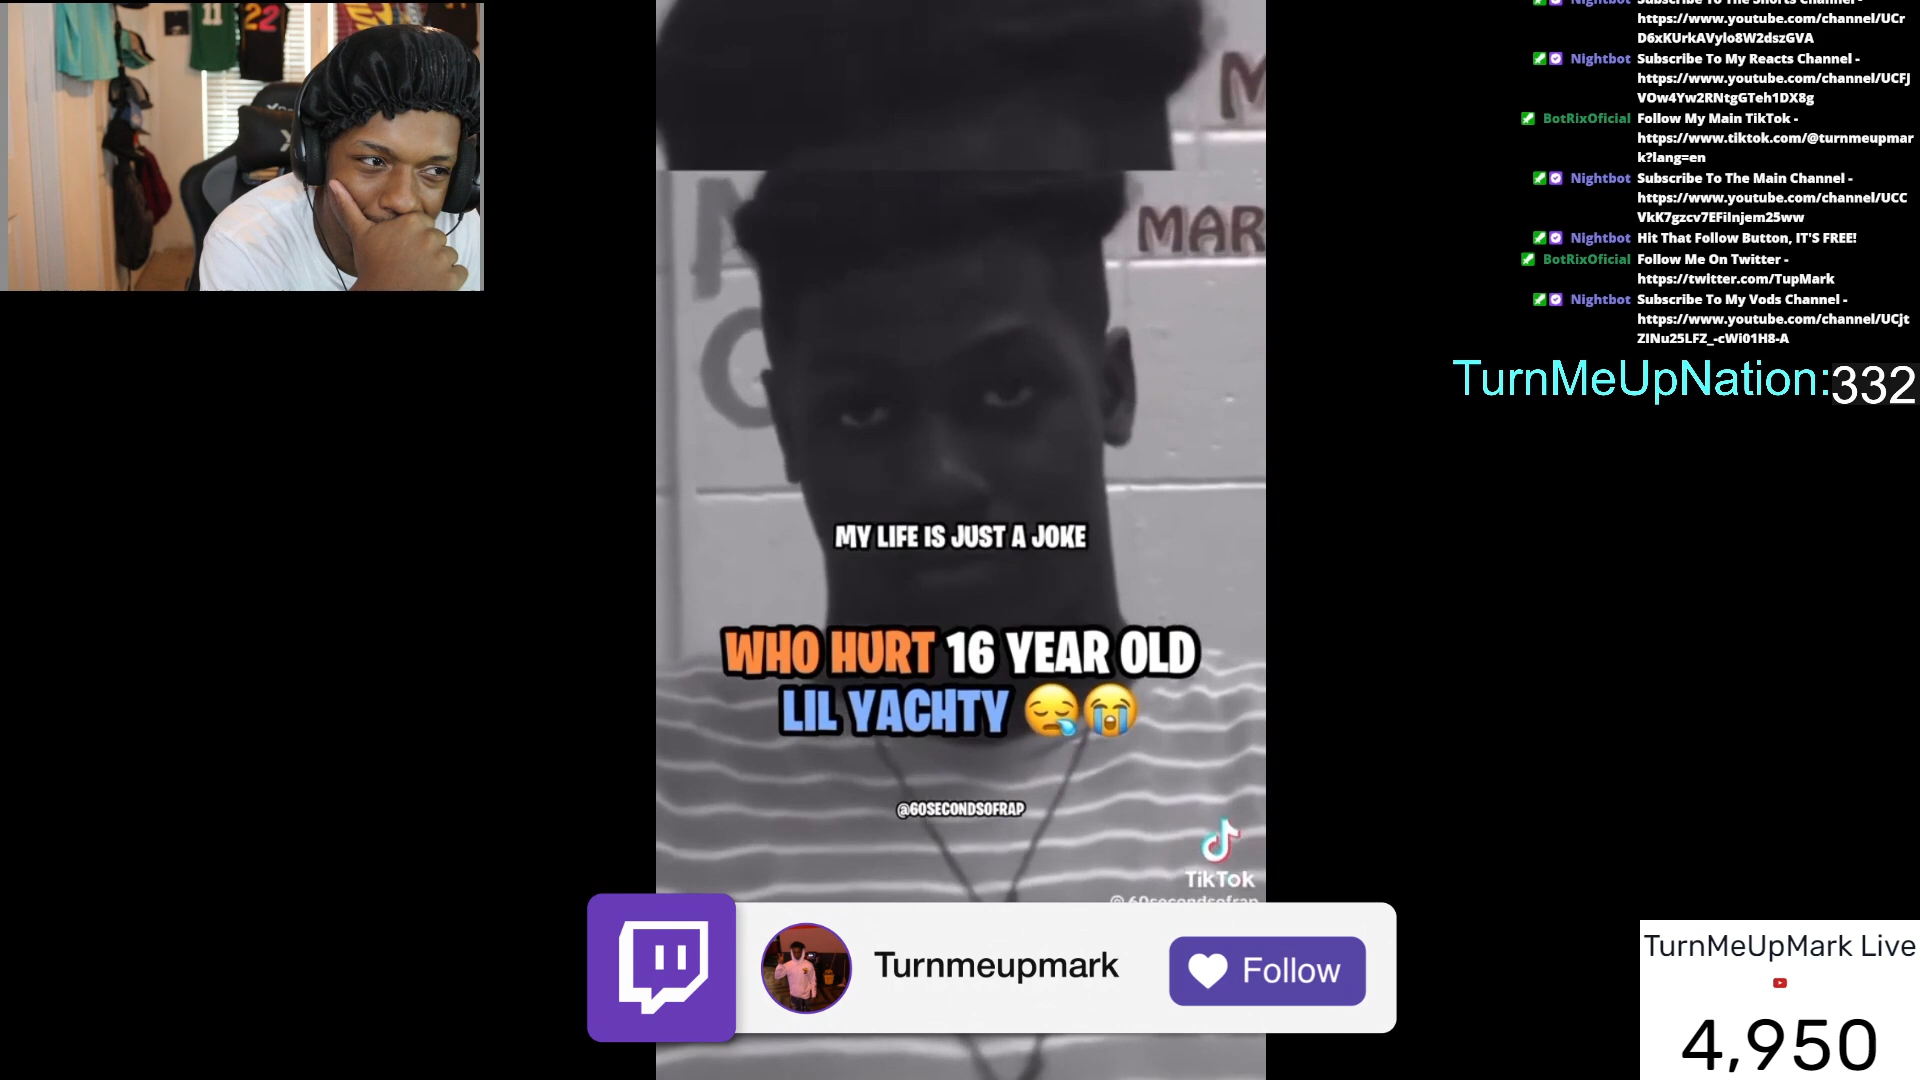 11
22
M
MAR
MY LIFE IS JUST A JOKE
WHO HURT 16 YEAR OLD
LIL YACHTY 😪😭
@60SECONDSOFRAP
TikTok
@60secondsofrap
Turnmeupmark
Follow
https://www.youtube.com/channel/UCr
D6xKUrkAVylo8W2dszGVA
Nightbot Subscribe To My Reacts Channel -
https://www.youtube.com/channel/UCFJ
VOw4Yw2RNtgGTeh1DX8g
BotRixOficial Follow My Main TikTok -
https://www.tiktok.com/@turnmeupmar
k?lang=en
Nightbot Subscribe To The Main Channel -
https://www.youtube.com/channel/UCC
VkK7gzcv7EFiInjem25ww
Nightbot Hit That Follow Button, IT'S FREE!
BotRixOficial Follow Me On Twitter -
https://twitter.com/TupMark
Nightbot Subscribe To My Vods Channel -
https://www.youtube.com/channel/UCjt
ZINu25LFZ_-cWi01H8-A
TurnMeUpNation:332
TurnMeUpMark Live
4,950